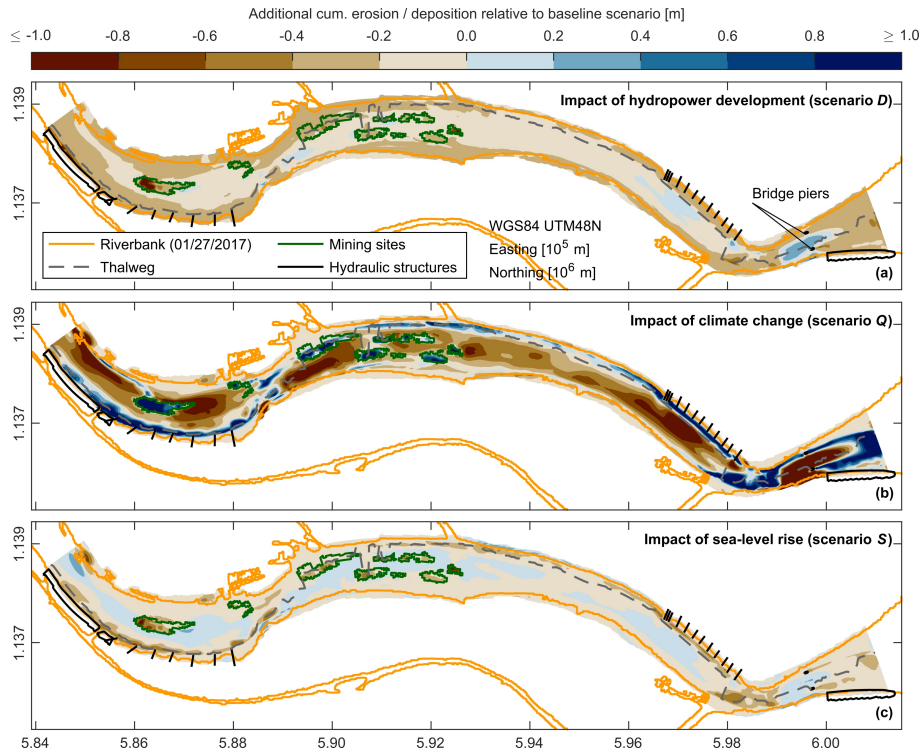 Additional cum. erosion / deposition relative to baseline scenario [m]
≤ -1.0 -0.8 -0.6 -0.4 -0.2 0.0 0.2 0.4 0.6 0.8 ≥ 1.0
1.139
1.137
Impact of hydropower development (scenario D)
Bridge piers
WGS84 UTM48N
Easting [10⁵ m]
Northing [10⁶ m]
Riverbank (01/27/2017)
Mining sites
Thalweg
Hydraulic structures
(a)
1.139
1.137
Impact of climate change (scenario Q)
(b)
1.139
1.137
Impact of sea-level rise (scenario S)
(c)
5.84 5.86 5.88 5.90 5.92 5.94 5.96 5.98 6.00